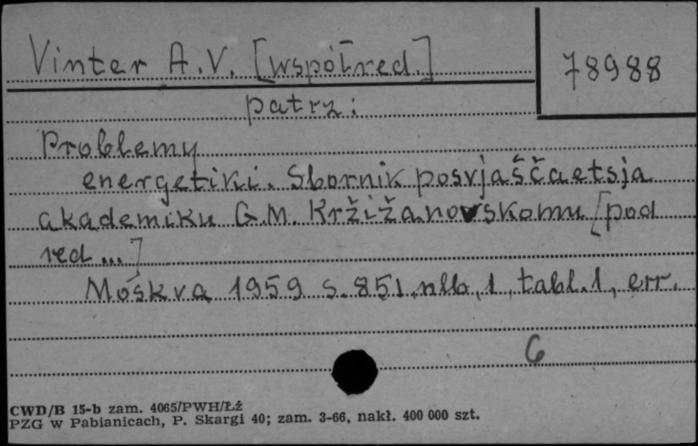 Vinter A.V. [współred.]
78988
patrz:
Problemy
energetiki. Sbornik posvjaščaetsja
akademiku G.M. Kržižanovskomu [pod
red...]
Moskva 1959 s. 851, nlb, 1, tabl. 1, err.
6
CWD/B 15-b zam. 4065/PWH/Łż
PZG w Pabianicach, P. Skargi 40; zam. 3-66, nakł. 400 000 szt.